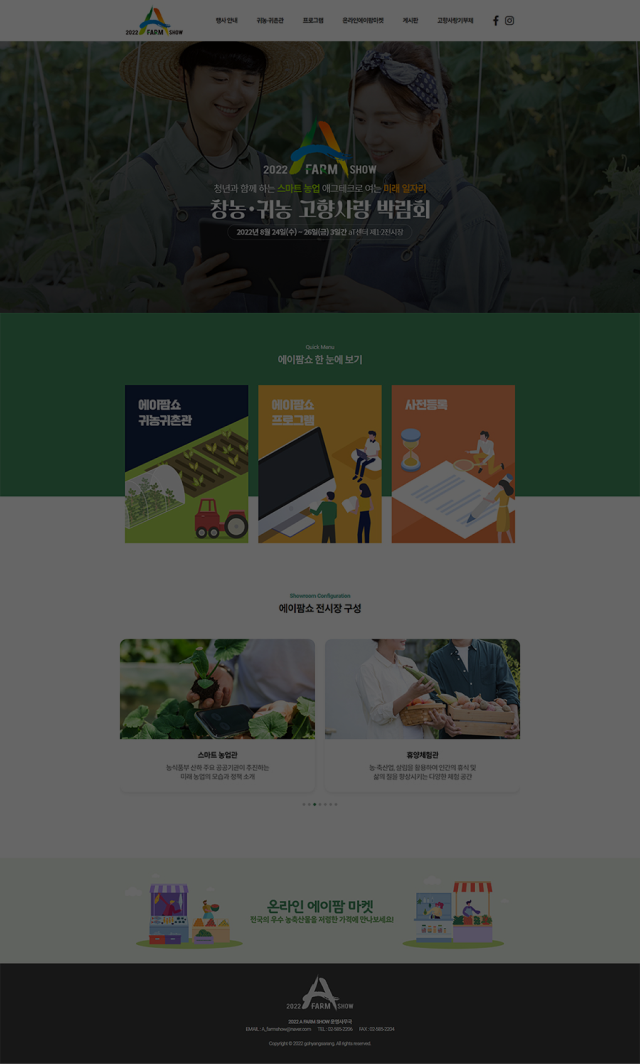 2022 A FARM SHOW
행사 안내 귀농·귀촌관 프로그램 온라인에이팜마켓 게시판 고향사랑기부제
2022 A FARM SHOW
청년과 함께 하는 스마트 농업 애그테크로 여는 미래 일자리
창농·귀농 고향사랑 박람회
2022년 8월 24일(수) ~ 26일(금) 3일간 aT센터 제1·2전시장
Quick Menu
에이팜쇼 한 눈에 보기
에이팜쇼
귀농귀촌관
에이팜쇼
프로그램
사전등록
Showroom Configuration
에이팜쇼 전시장 구성
스마트 농업관
농식품부 산하 주요 공공기관이 추진하는
미래 농업의 모습과 정책 소개
휴양체험관
농·축산업, 삼림을 활용하여 인간의 휴식 및
삶의 질을 향상시키는 다양한 체험 공간
온라인 에이팜 마켓
전국의 우수 농축산물을 저렴한 가격에 만나보세요!
2022 A FARM SHOW
2022 A FARM SHOW 운영사무국
EMAIL : A_farmshow@naver.com TEL : 02-585-2206 FAX : 02-585-2204
Copyright © 2022 gohyangsarang. All rights reserved.